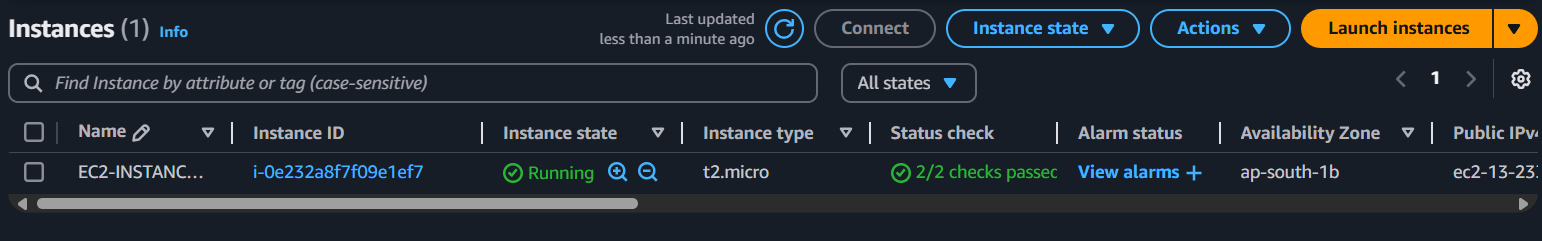 Instances (1) Info
Last updated
less than a minute ago
Connect
Instance state
Actions
Launch instances
Find Instance by attribute or tag (case-sensitive)
All states
1
Name Instance ID Instance state Instance type Status check Alarm status Availability Zone Public IPv4
EC2-INSTANC... i-0e232a8f7f09e1ef7 Running t2.micro 2/2 checks passec View alarms + ap-south-1b ec2-13-23